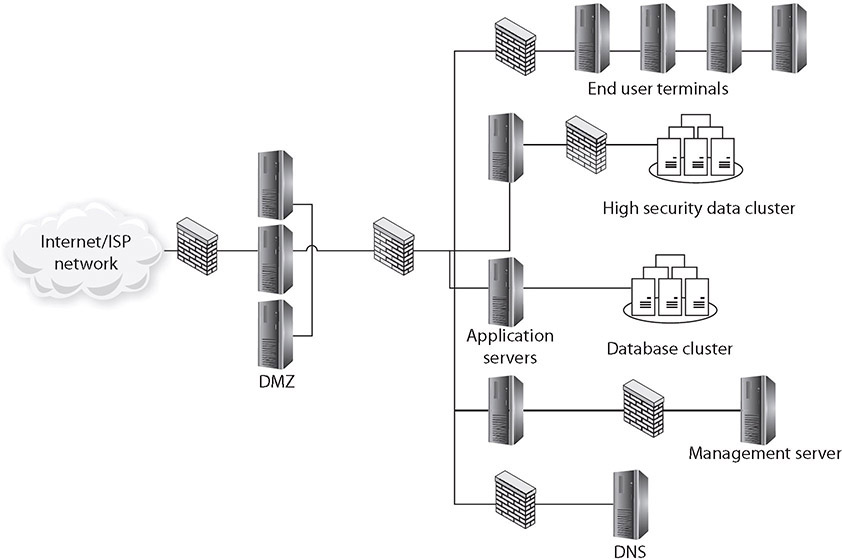 End user terminals
High security data cluster
Internet/ISP
network
Application
servers
Database cluster
DMZ
Management server
DNS